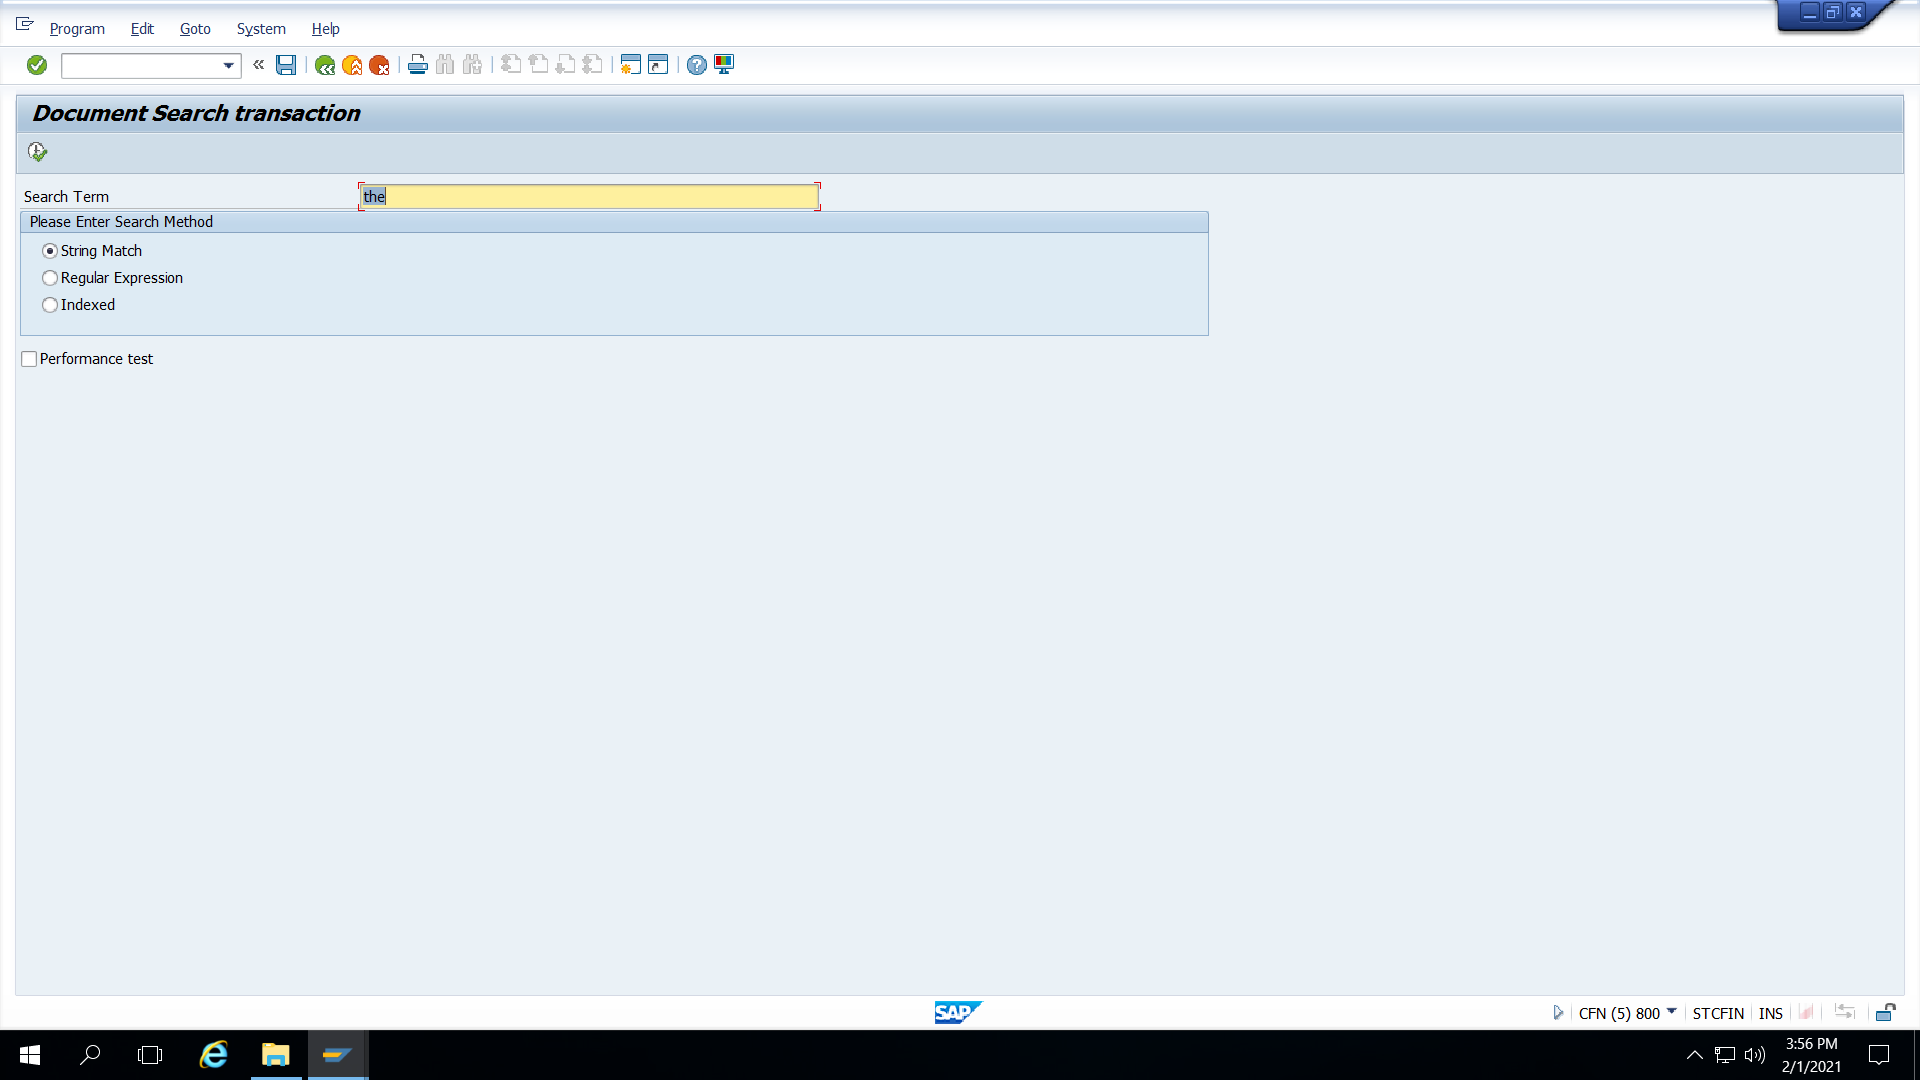 Program Edit Goto System Help
Document Search transaction
Search Term the
Please Enter Search Method
String Match
Regular Expression
Indexed
Performance test
SAP CFN (5) 800 STCFIN INS
3:56 PM
2/1/2021